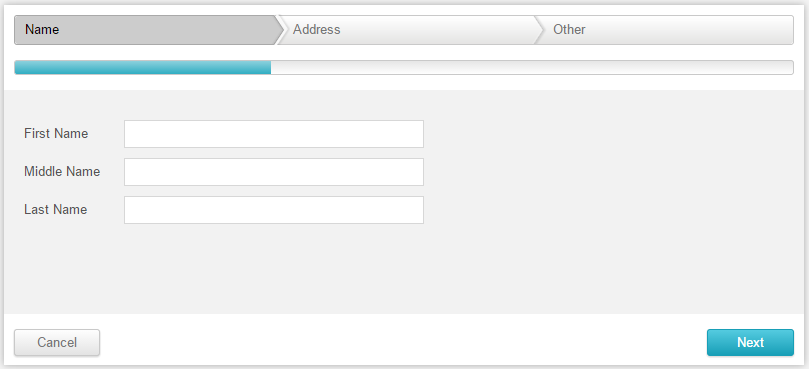 Name Address Other
First Name
Middle Name
Last Name
Cancel Next